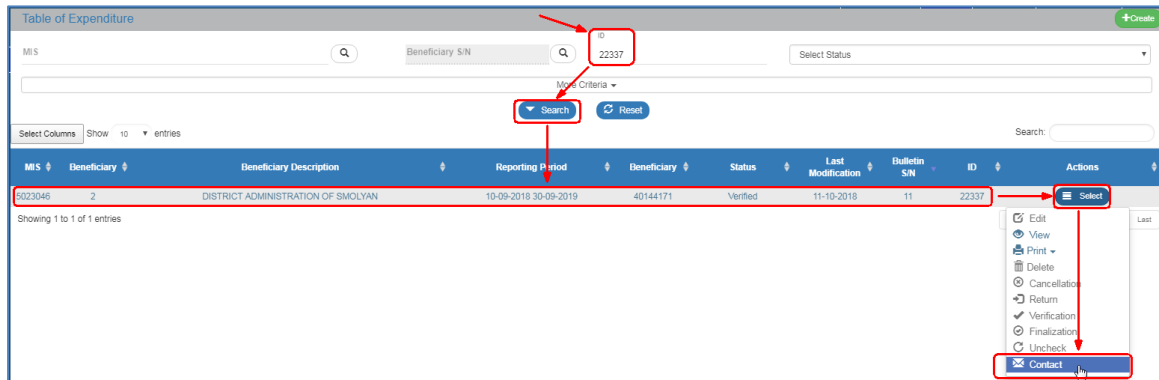 Table of Expenditure
+Create
MIS
Beneficiary S/N
ID
22337
Select Status
More Criteria
Search
Reset
Select Columns Show 10 entries
Search:
MIS Beneficiary Beneficiary Description Reporting Period Beneficiary Status Last Modification Bulletin S/N ID Actions
5023046 2 DISTRICT ADMINISTRATION OF SMOLYAN 10-09-2018 30-09-2019 40144171 Verified 11-10-2018 11 22337 Select
Showing 1 to 1 of 1 entries
Last
Edit
View
Print
Delete
Cancellation
Return
Verification
Finalization
Uncheck
Contact